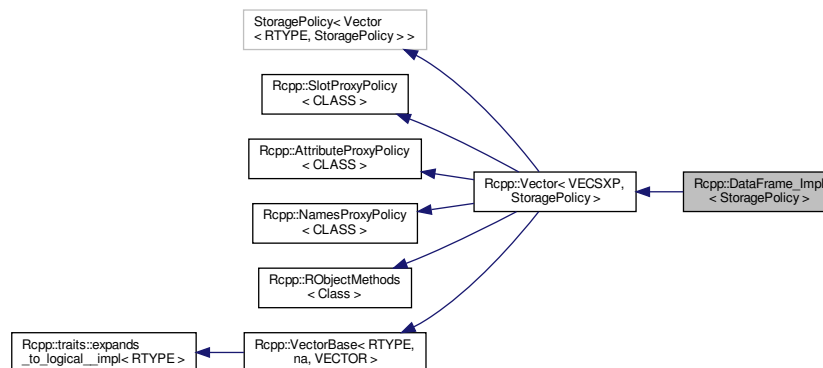 StoragePolicy< Vector
< RTYPE, StoragePolicy > >
Rcpp::SlotProxyPolicy
< CLASS >
Rcpp::AttributeProxyPolicy
< CLASS >
Rcpp::NamesProxyPolicy
< CLASS >
Rcpp::RObjectMethods
< Class >
Rcpp::traits::expands
_to_logical__impl< RTYPE >
Rcpp::VectorBase< RTYPE,
na, VECTOR >
Rcpp::Vector< VECSXP,
StoragePolicy >
Rcpp::DataFrame_Impl
< StoragePolicy >